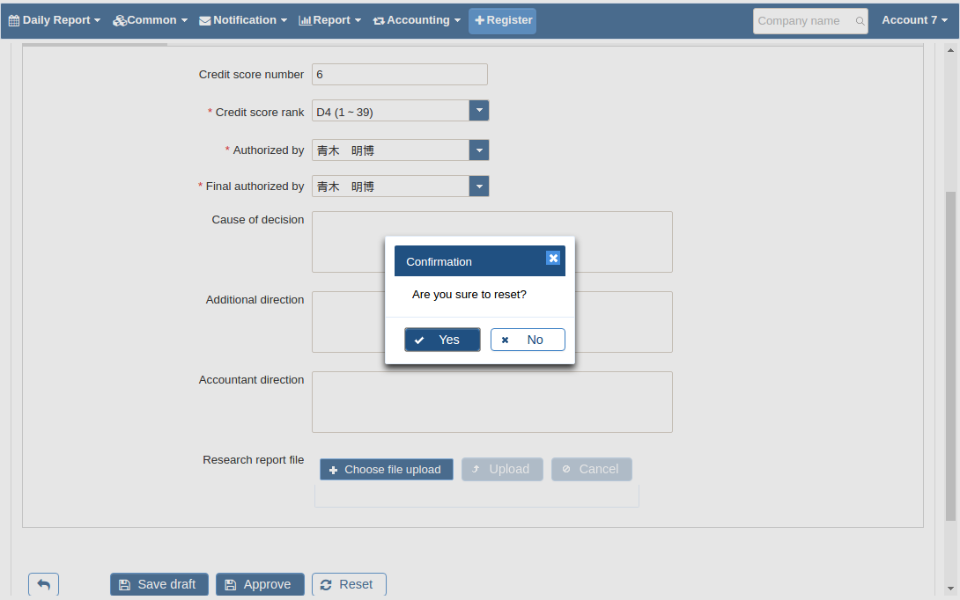 Daily Report Common Notification Report Accounting Register Company name Account 7
Credit score number 6
* Credit score rank D4 (1 ~ 39)
* Authorized by 青木　明博
* Final authorized by 青木　明博
Cause of decision
Confirmation
Are you sure to reset?
Yes No
Additional direction
Accountant direction
Research report file Choose file upload Upload Cancel
Save draft Approve Reset